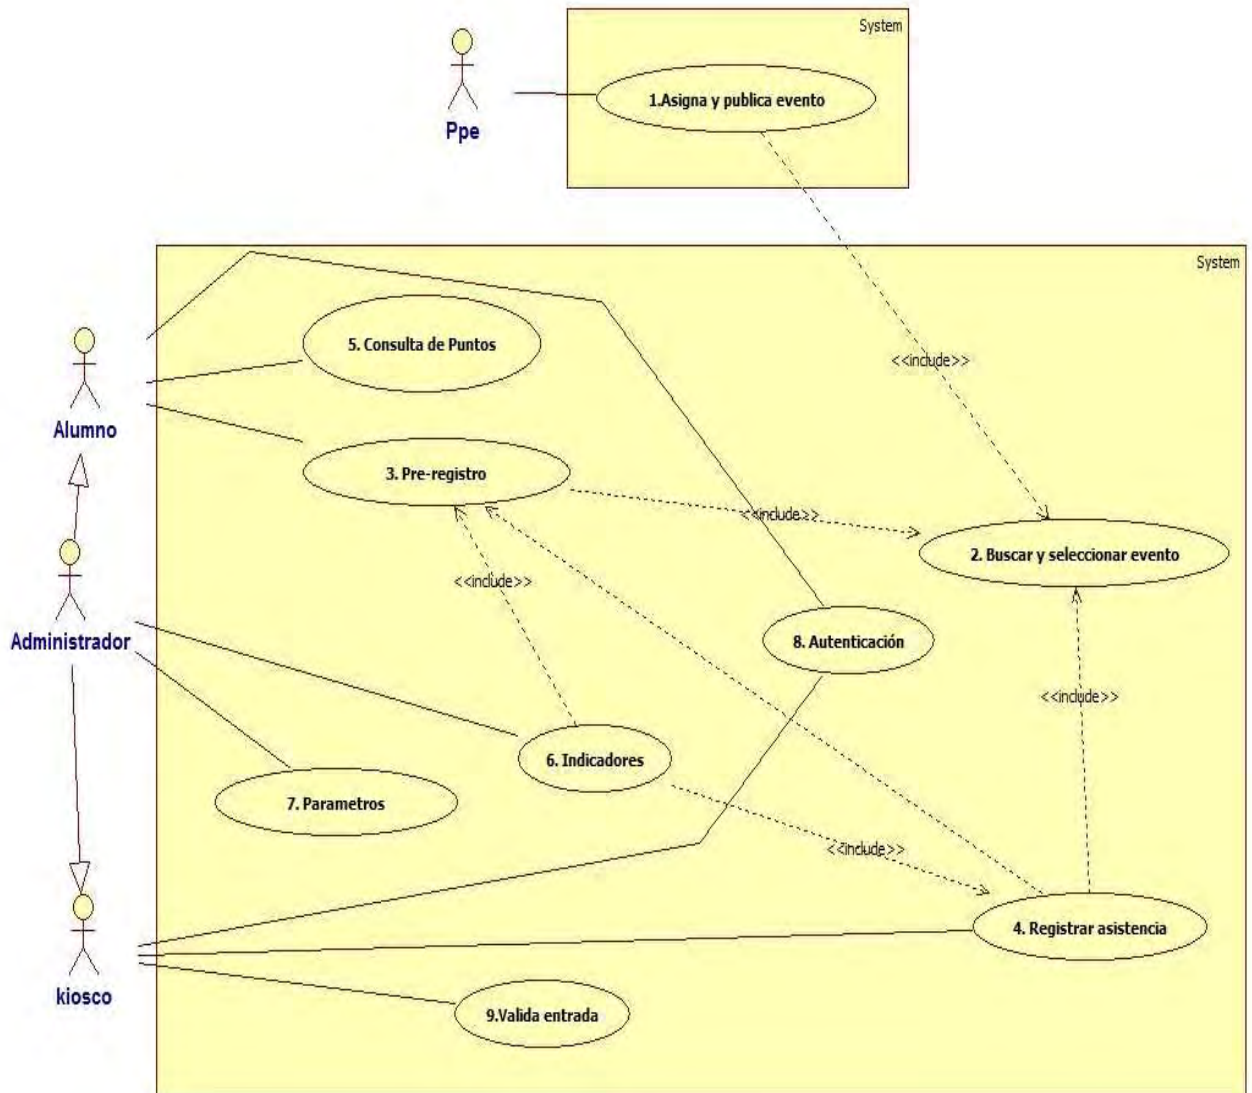 System
1.Asigna y publica evento
Ppe
System
5. Consulta de Puntos
<<include>>
Alumno
3. Pre-registro
<<include>>
2. Buscar y seleccionar evento
<<include>>
Administrador
8. Autenticación
<<include>>
6. Indicadores
7. Parametros
<<include>>
4. Registrar asistencia
kiosco
9.Valida entrada